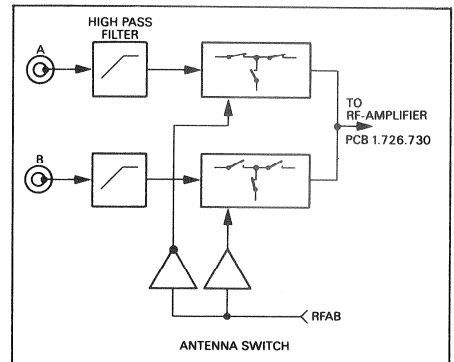 HIGH PASS
FILTER
A
TO
RF-AMPLIFIER
PCB 1.726.730
B
RFAB
ANTENNA SWITCH